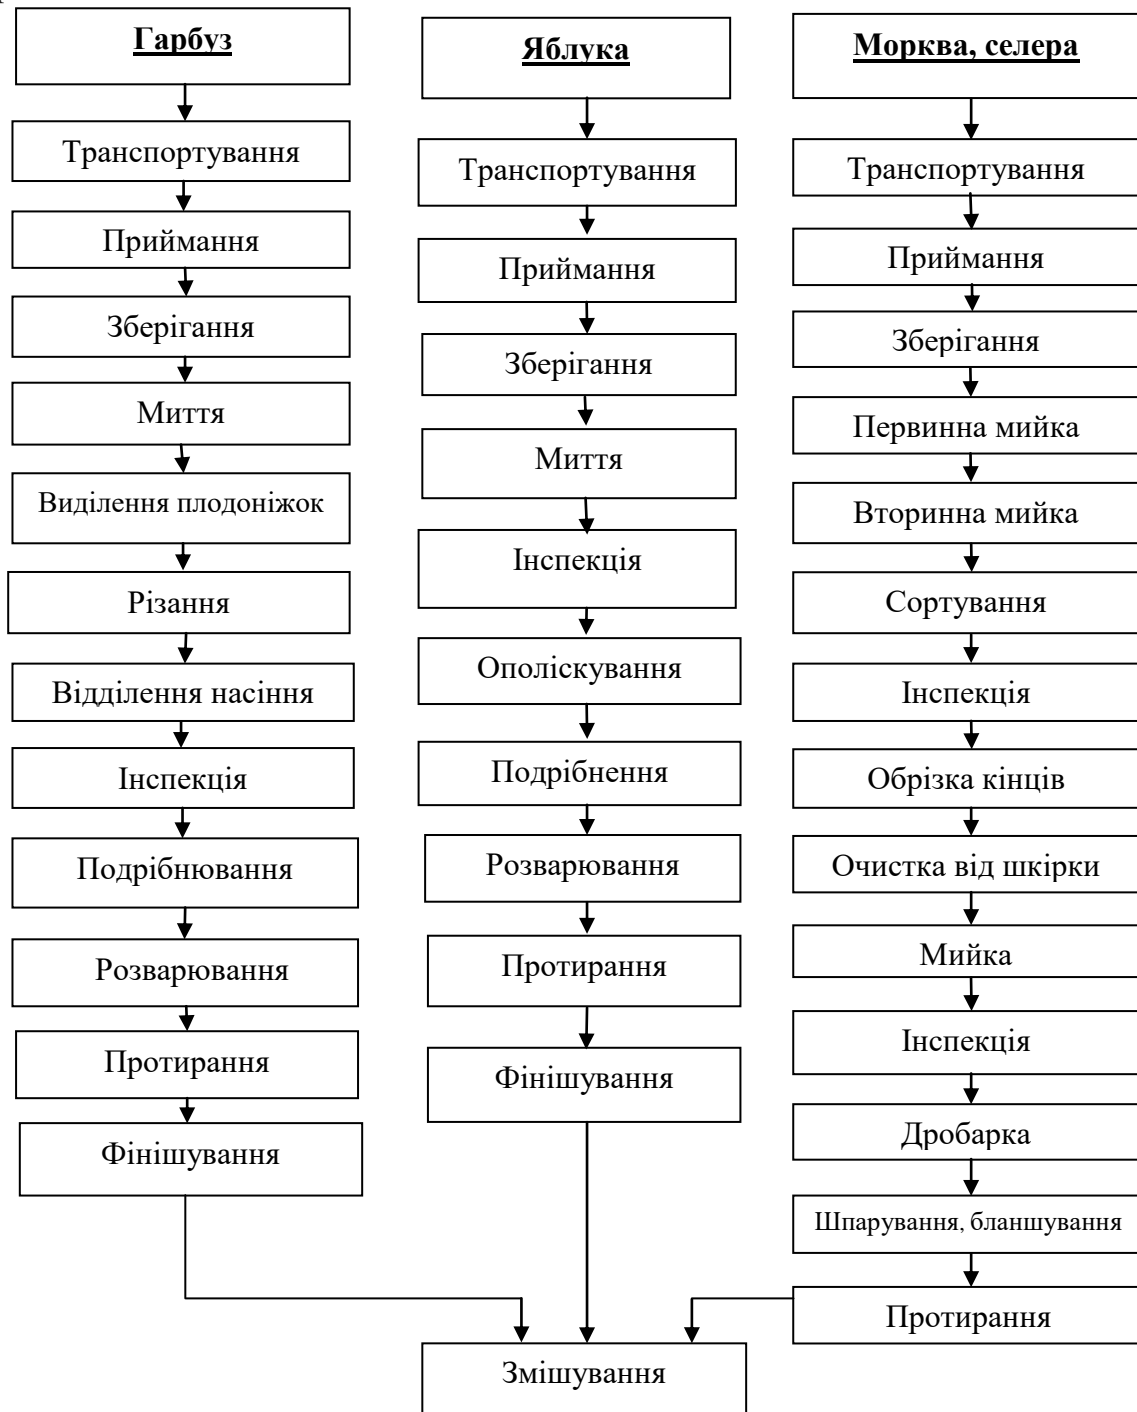 Гарбуз
Транспортування
Приймання
Зберігання
Миття
Виділення плодоніжок
Різання
Відділення насіння
Інспекція
Подрібнювання
Розварювання
Протирання
Фінішування
Яблука
Транспортування
Приймання
Зберігання
Миття
Інспекція
Ополіскування
Подрібнення
Розварювання
Протирання
Фінішування
Морква, селера
Транспортування
Приймання
Зберігання
Первинна мийка
Вторинна мийка
Сортування
Інспекція
Обрізка кінців
Очистка від шкірки
Мийка
Інспекція
Дробарка
Шпарування, бланшування
Протирання
Змішування